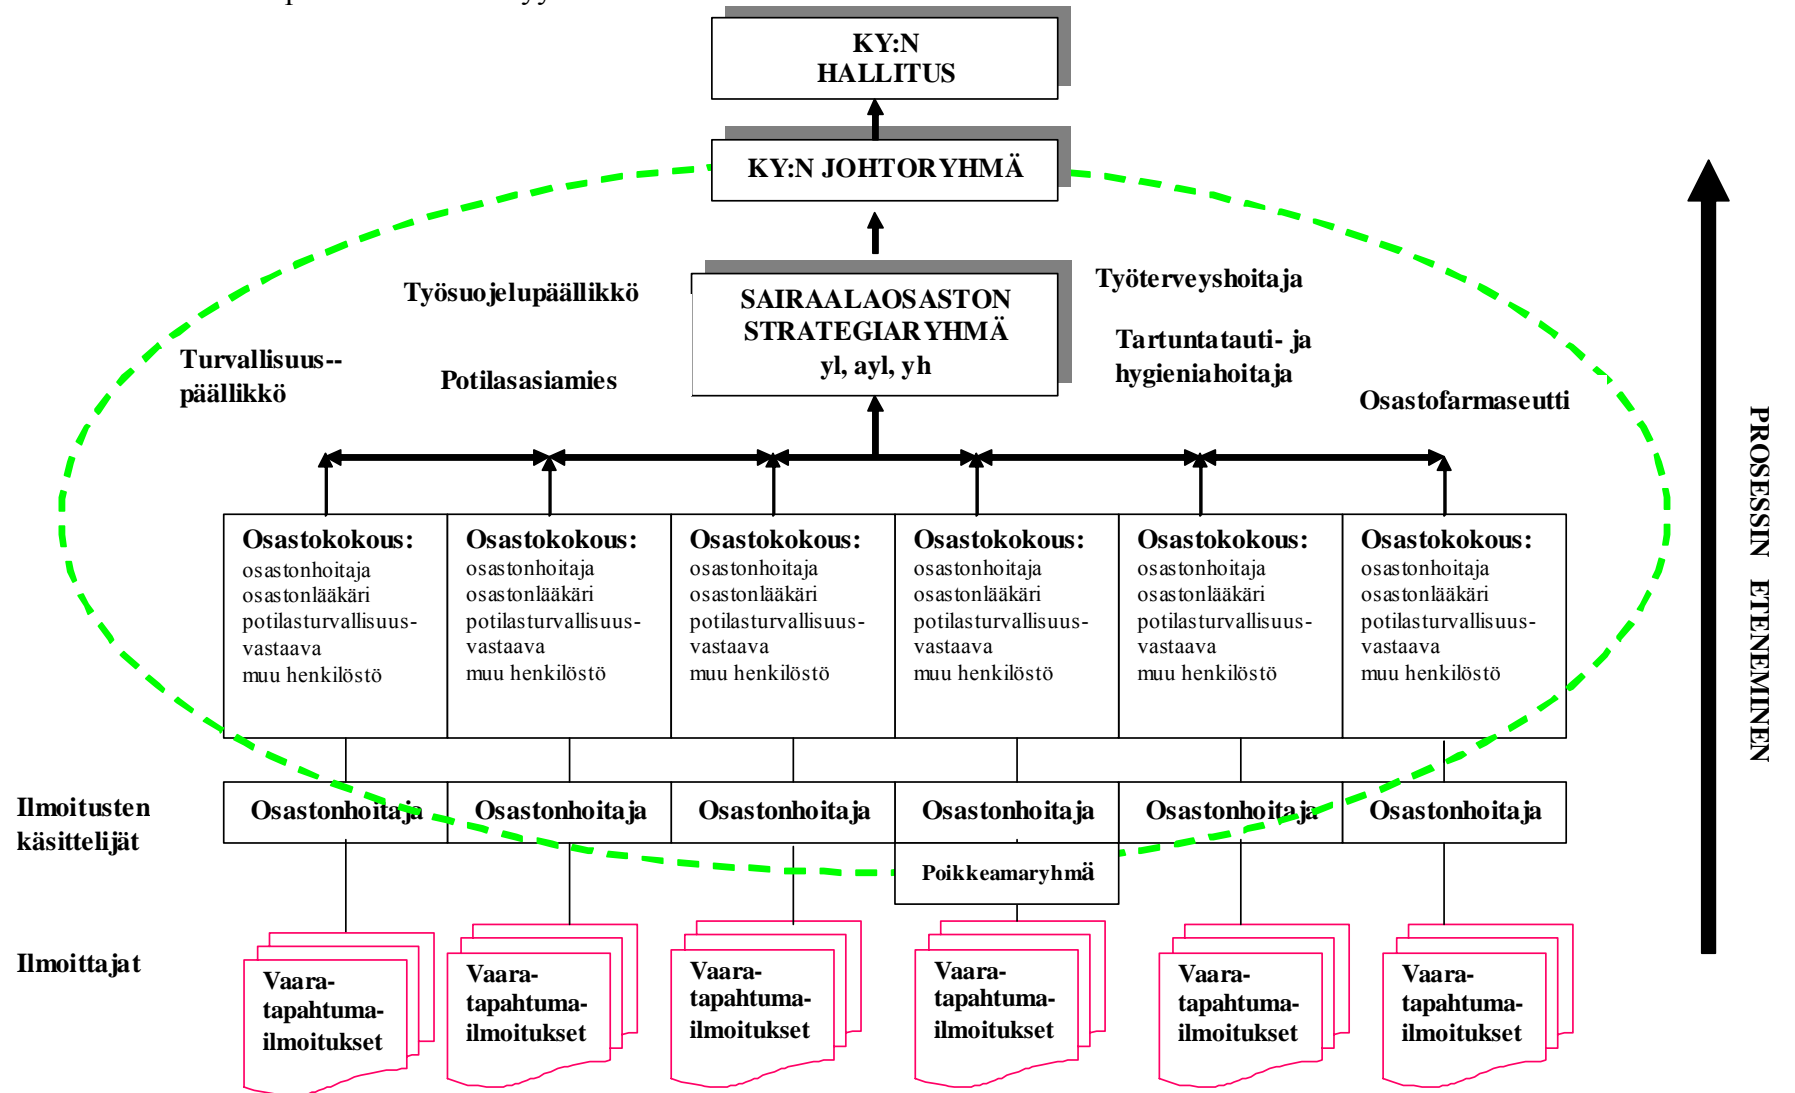 KY:N
HALLITUS
KY:N JOHTORYHMÄ
Työsuojelupäällikkö
Työterveyshoitaja
SAIRAALAOSASTON
STRATEGIARYHMÄ
yl, ayl, yh
Turvallisuus--
päällikkö
Potilasasiamies
Tartuntatauti- ja
hygieniahoitaja
Osastofarmaseutti
PROSESSIN ETENEMINEN
Osastokokous:
osastonhoitaja
osastonlääkäri
potilasturvallisuus-
vastaava
muu henkilöstö
Osastokokous:
osastonhoitaja
osastonlääkäri
potilasturvallisuus-
vastaava
muu henkilöstö
Osastokokous:
osastonhoitaja
osastonlääkäri
potilasturvallisuus-
vastaava
muu henkilöstö
Osastokokous:
osastonhoitaja
osastonlääkäri
potilasturvallisuus-
vastaava
muu henkilöstö
Osastokokous:
osastonhoitaja
osastonlääkäri
potilasturvallisuus-
vastaava
muu henkilöstö
Osastokokous:
osastonhoitaja
osastonlääkäri
potilasturvallisuus-
vastaava
muu henkilöstö
Ilmoitusten
käsittelijät
Osastonhoitaja
Osastonhoitaja
Osastonhoitaja
Osastonhoitaja
Osastonhoitaja
Osastonhoitaja
Poikkeamaryhmä
Ilmoittajat
Vaara-
tapahtuma-
ilmoitukset
Vaara-
tapahtuma-
ilmoitukset
Vaara-
tapahtuma-
ilmoitukset
Vaara-
tapahtuma-
ilmoitukset
Vaara-
tapahtuma-
ilmoitukset
Vaara-
tapahtuma-
ilmoitukset